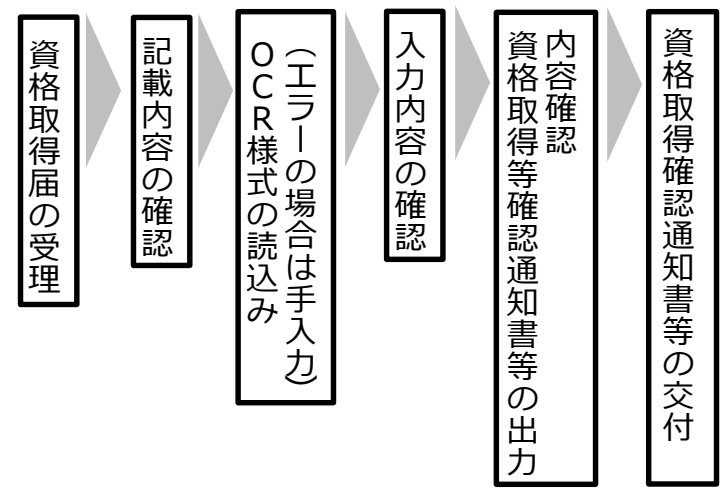 資格取得届の受理
記載内容の確認
OCR様式の読込み
(エラーの場合は手入力)
入力内容の確認
資格取得等確認通知書等の出力
内容確認
資格取得確認通知書等の交付